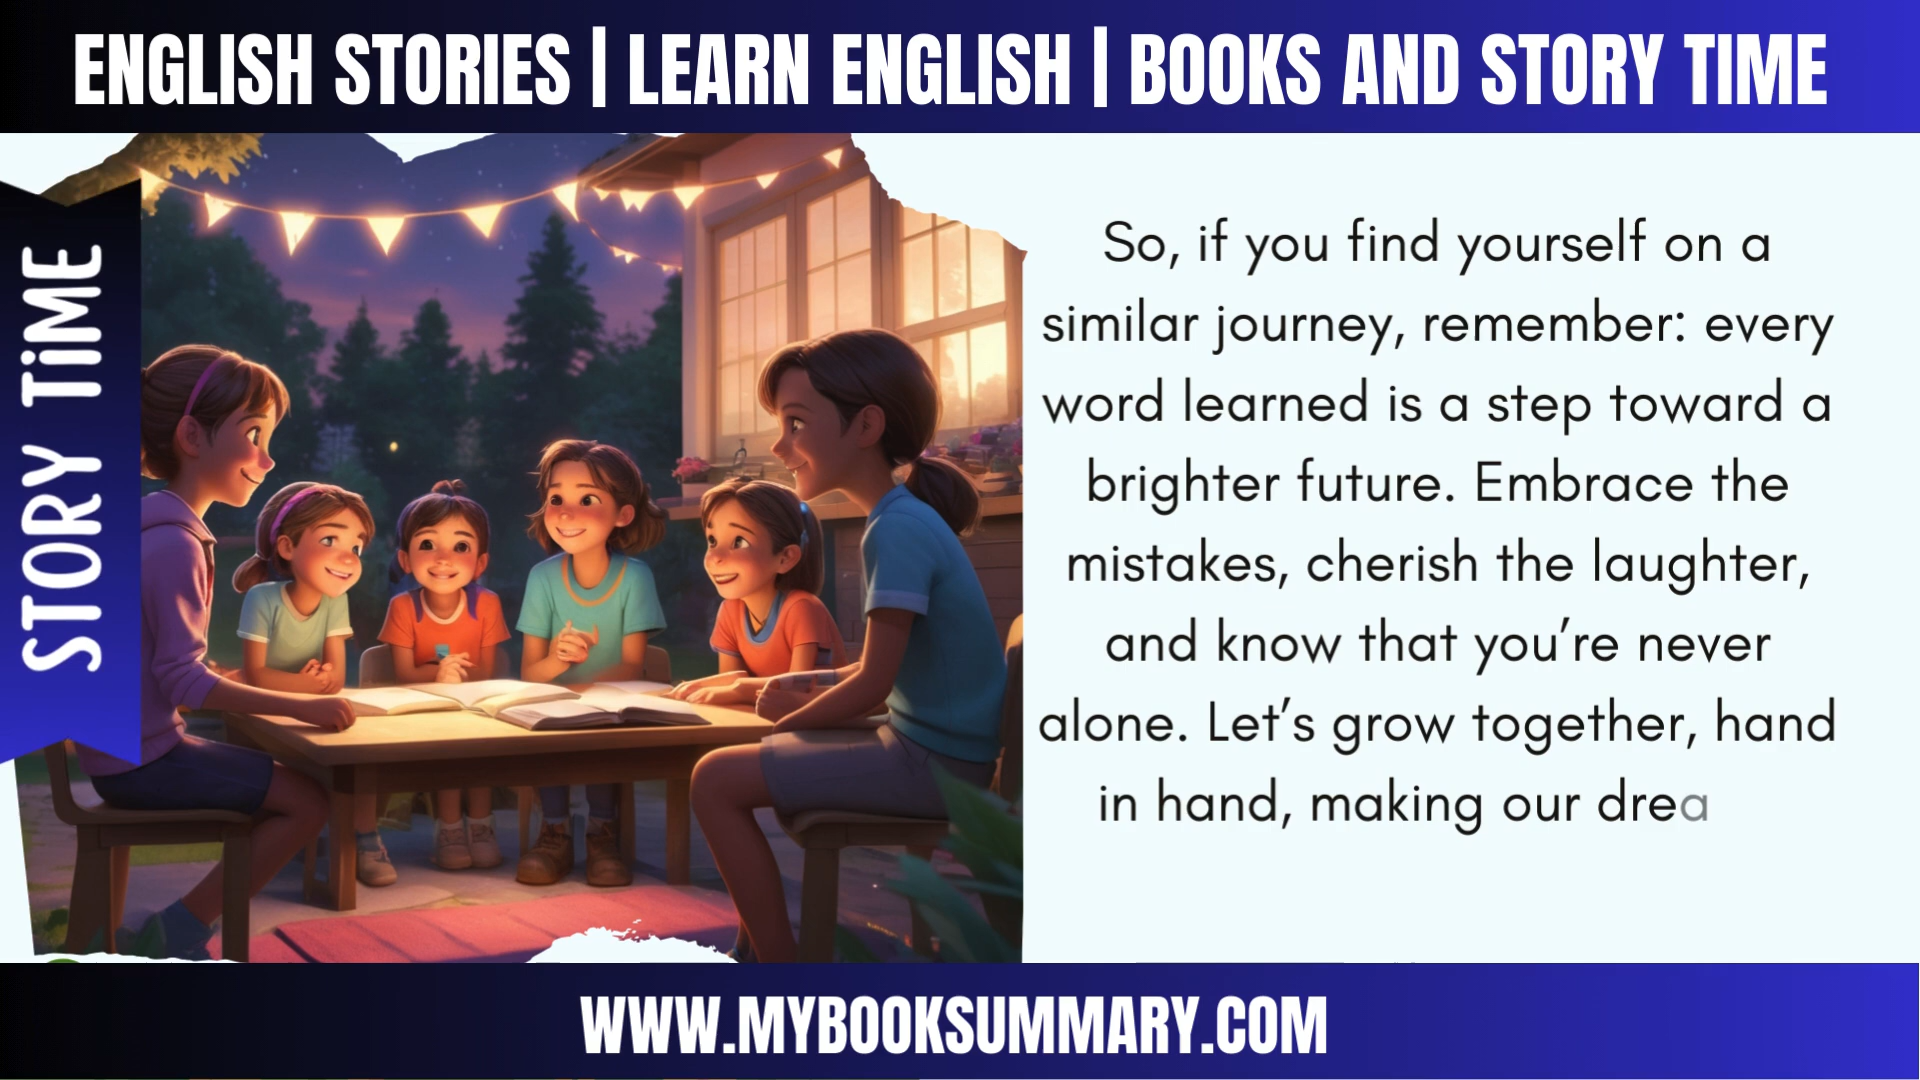 ENGLISH STORIES | LEARN ENGLISH | BOOKS AND STORY TIME
STORY TiME
So, if you find yourself on a
similar journey, remember: every
word learned is a step toward a
brighter future. Embrace the
mistakes, cherish the laughter,
and know that you’re never
alone. Let’s grow together, hand
in hand, making our drea
WWW.MYBOOKSUMMARY.COM